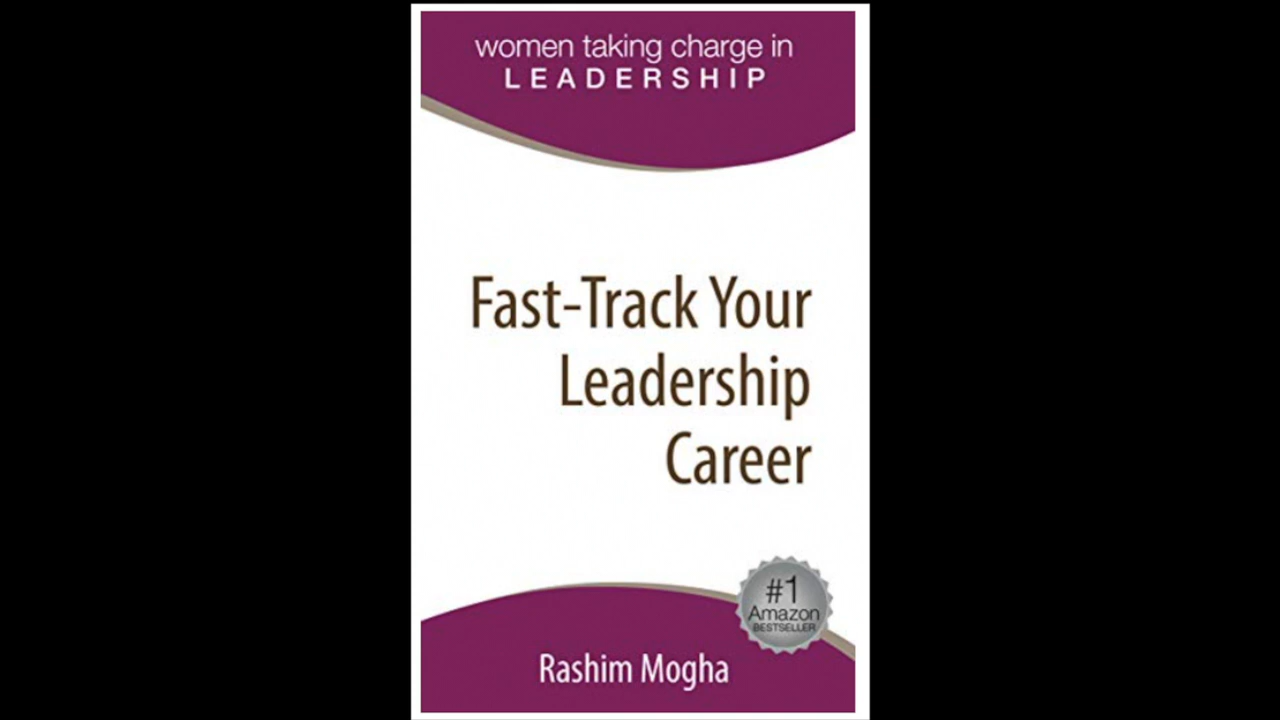 women taking charge in
LEADERSHIP
Fast-Track Your
Leadership
Career
#1
Amazon
BESTSELLER
Rashim Mogha